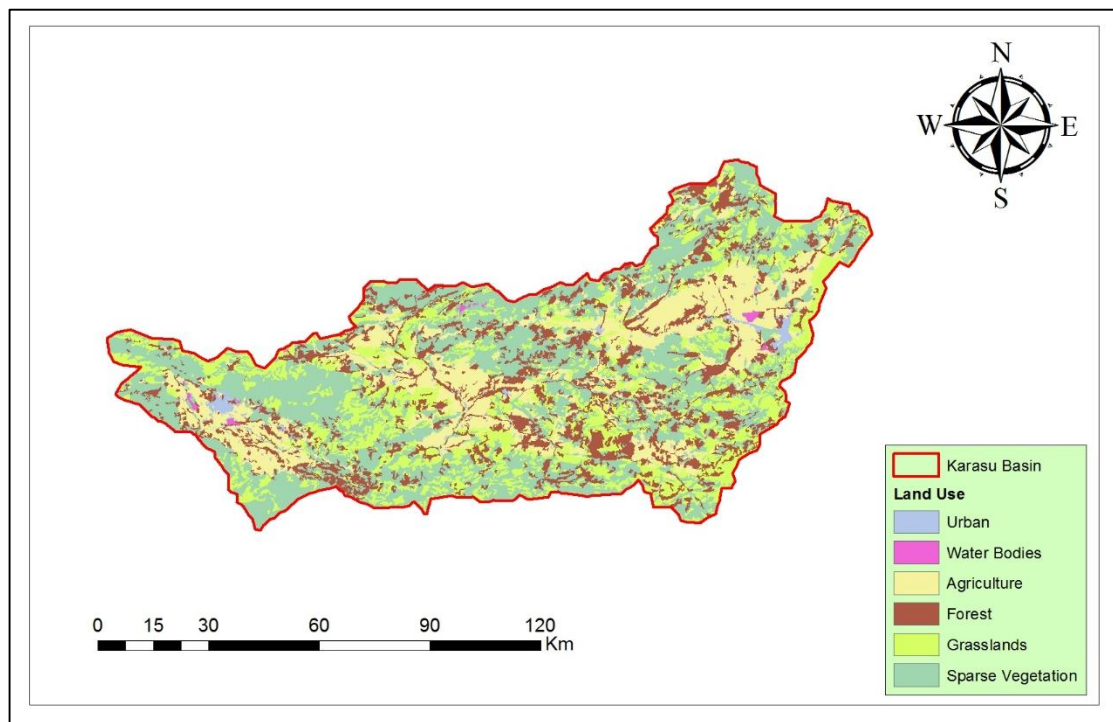 N
W E
S
Karasu Basin
Land Use
Urban
Water Bodies
Agriculture
Forest
Grasslands
Sparse Vegetation
0 15 30 60 90 120
Km